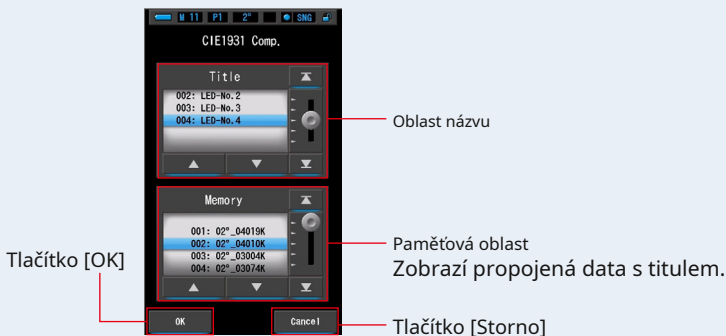 M 11 P1 2° SNG
CIE1931 Comp.
Title
002: LED-No.2
003: LED-No.3
004: LED-No.4
Oblast názvu
Memory
001: 02°_04019K
002: 02°_04010K
003: 02°_03004K
004: 02°_03074K
Paměťová oblast
Zobrazí propojená data s titulem.
Tlačítko [OK]
OK
Cancel
Tlačítko [Storno]